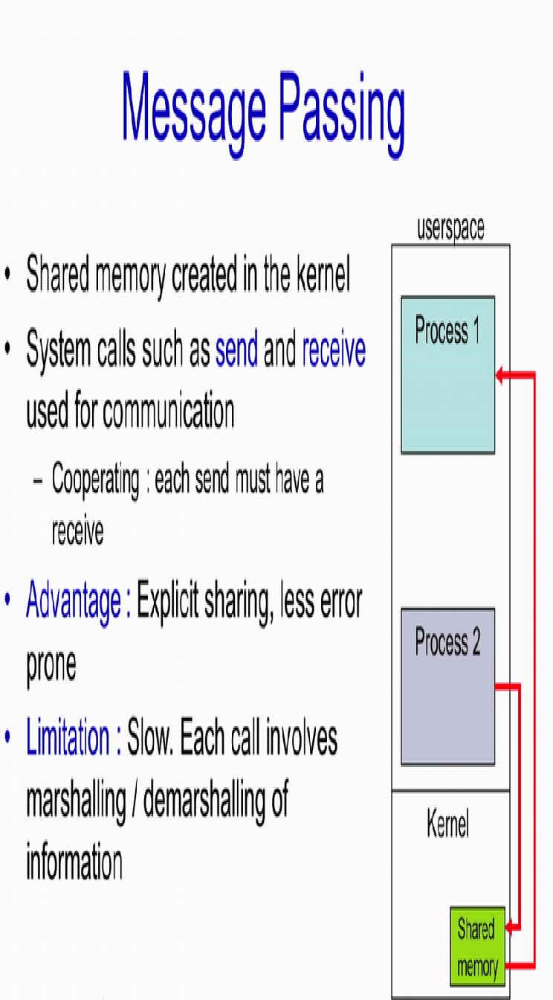 Message Passing
• Shared memory created in the kernel
• System calls such as send and receive
used for communication
– Cooperating : each send must have a
receive
• Advantage : Explicit sharing, less error
prone
• Limitation : Slow. Each call involves
marshalling / demarshalling of
information
userspace
Process 1
Process 2
Kernel
Shared
memory